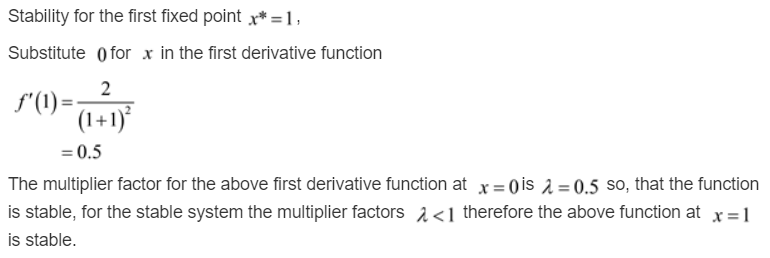 Stability for the first fixed point x* = 1,
Substitute 0 for x in the first derivative function
f'(1) = 2 / (1+1)²
= 0.5
The multiplier factor for the above first derivative function at x = 0 is λ = 0.5 so, that the function
is stable, for the stable system the multiplier factors λ < 1 therefore the above function at x = 1
is stable.